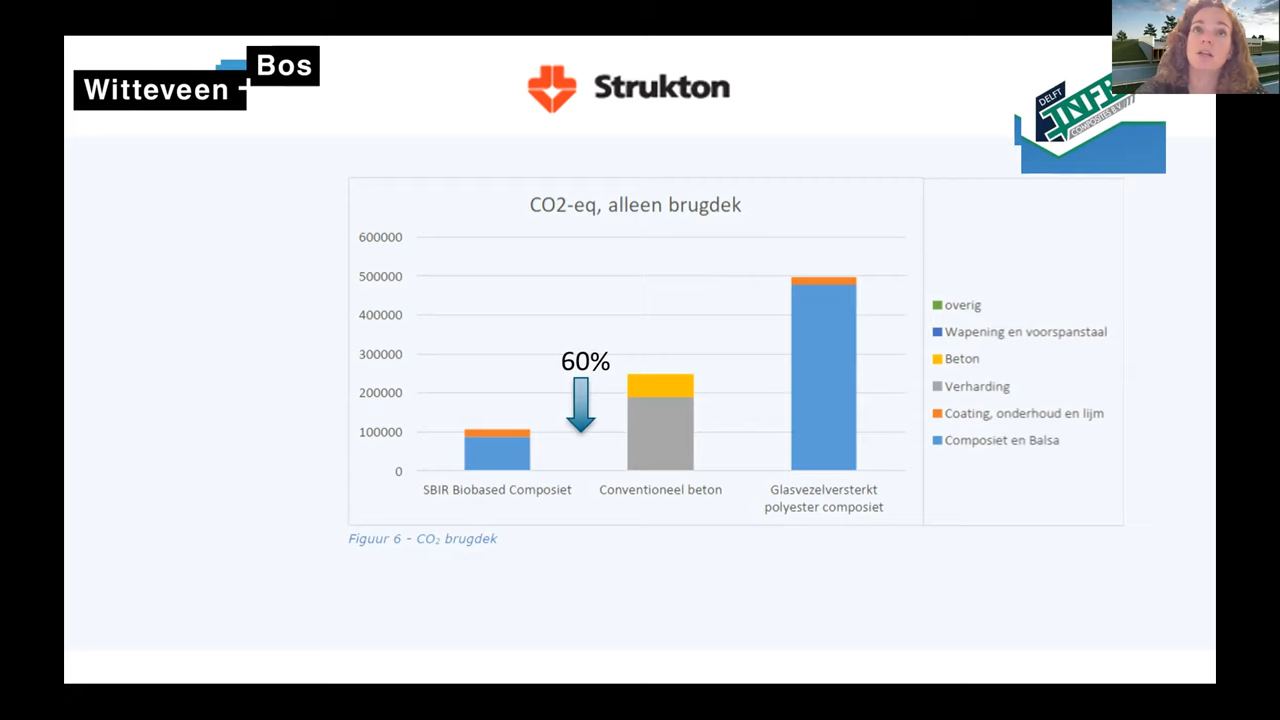 Witteveen
Bos
Strukton
DELFT
COMPOSITES B.V.
CO2-eq, alleen brugdek
600000
500000
400000
300000
200000
100000
0
60%
SBIR Biobased Composiet
Conventioneel beton
Glasvezelversterkt
polyester composiet
overig
Wapening en voorspanstaal
Beton
Verharding
Coating, onderhoud en lijm
Composiet en Balsa
Figuur 6 - CO₂ brugdek